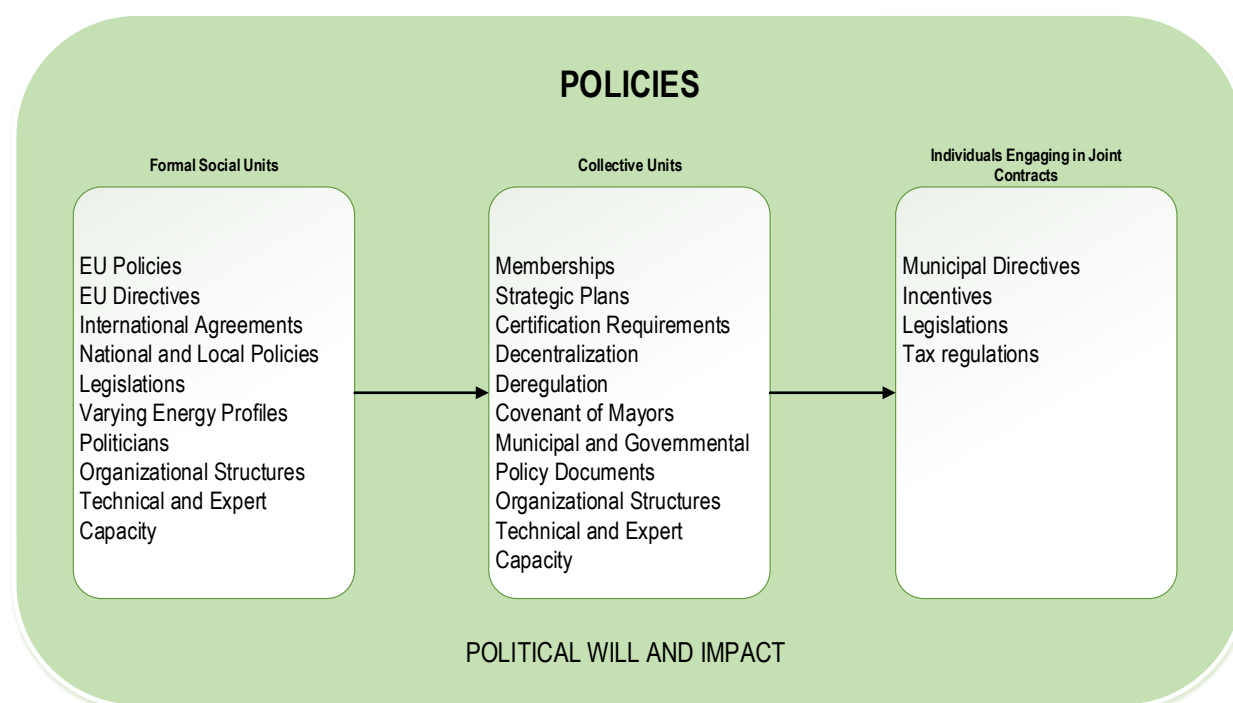 POLICIES
Formal Social Units
EU Policies
EU Directives
International Agreements
National and Local Policies
Legislations
Varying Energy Profiles
Politicians
Organizational Structures
Technical and Expert
Capacity
Collective Units
Memberships
Strategic Plans
Certification Requirements
Decentralization
Deregulation
Covenant of Mayors
Municipal and Governmental
Policy Documents
Organizational Structures
Technical and Expert
Capacity
Individuals Engaging in Joint
Contracts
Municipal Directives
Incentives
Legislations
Tax regulations
POLITICAL WILL AND IMPACT